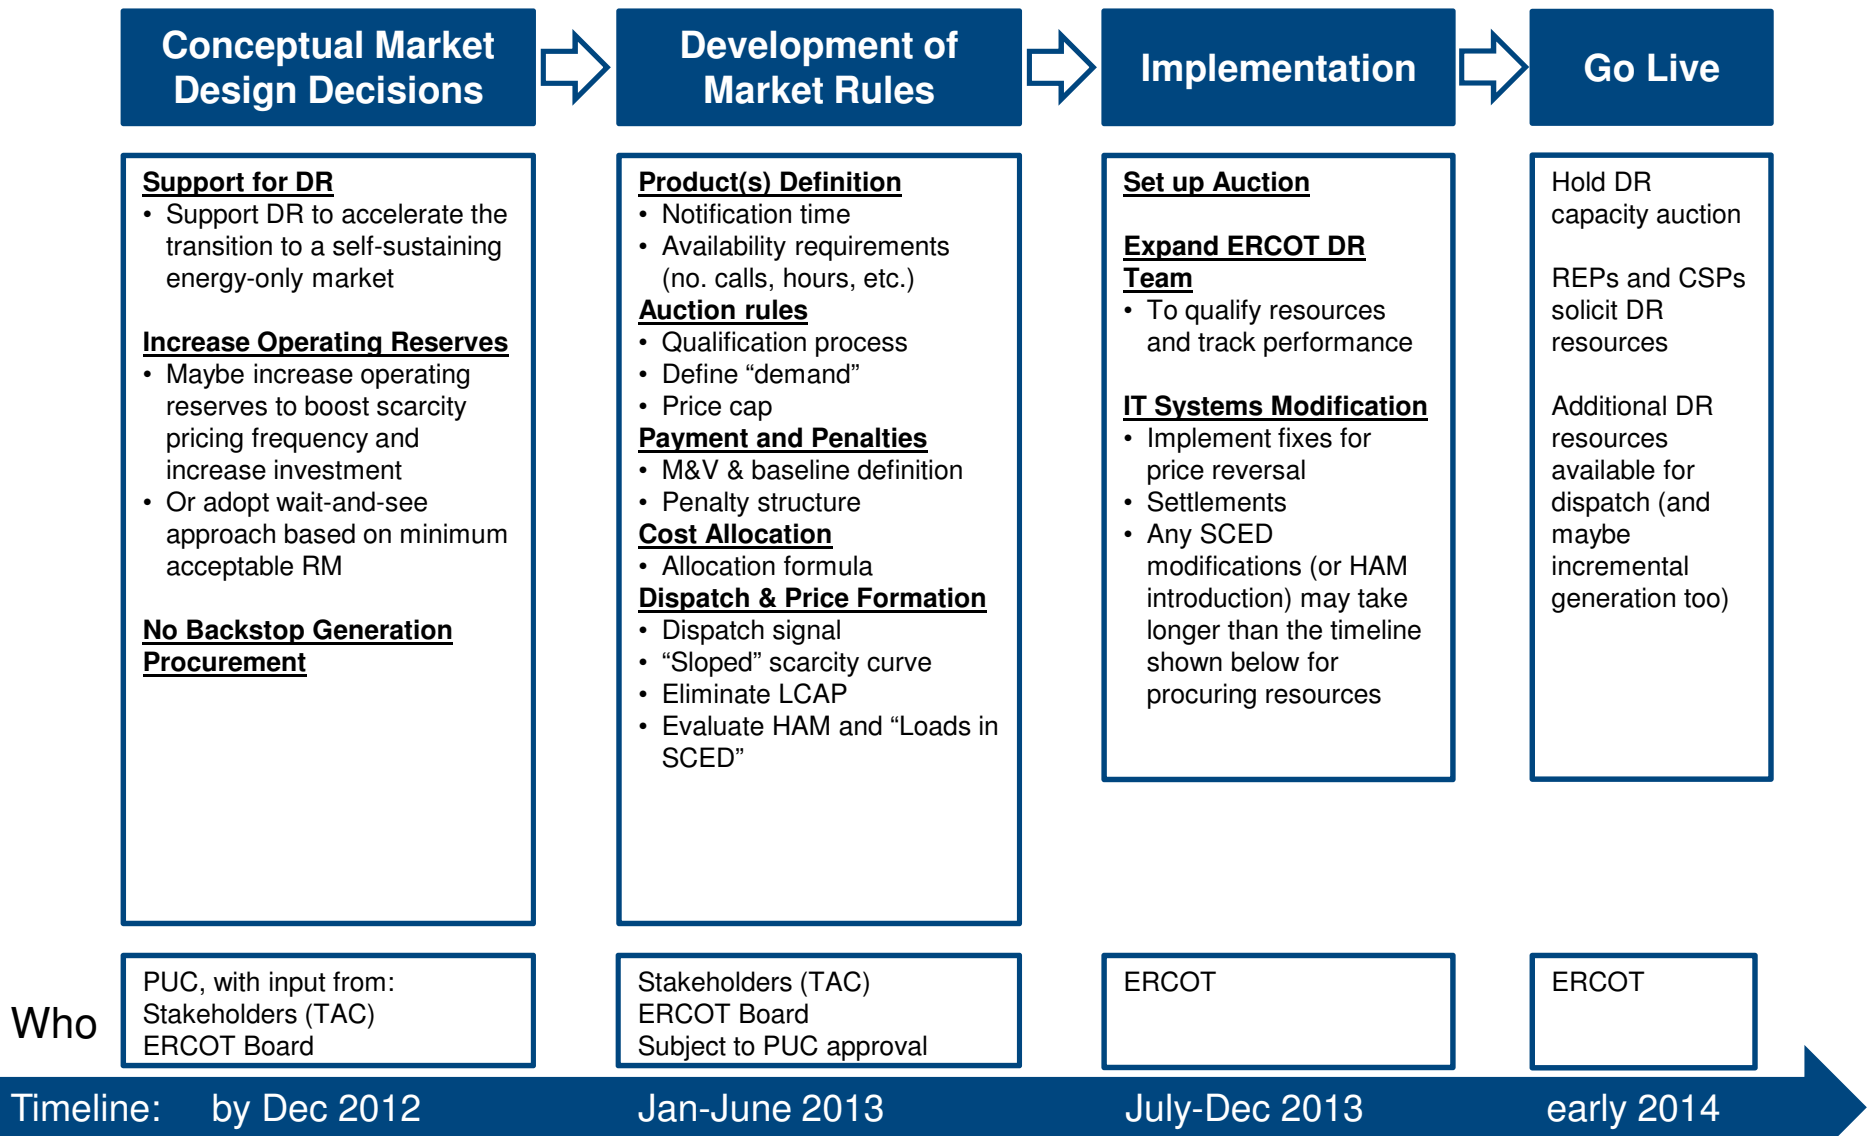 Conceptual Market
Design Decisions
Development of
Market Rules
Implementation
Go Live
Support for DR
• Support DR to accelerate the
transition to a self-sustaining
energy-only market
Increase Operating Reserves
• Maybe increase operating
reserves to boost scarcity
pricing frequency and
increase investment
• Or adopt wait-and-see
approach based on minimum
acceptable RM
No Backstop Generation
Procurement
Product(s) Definition
• Notification time
• Availability requirements
(no. calls, hours, etc.)
Auction rules
• Qualification process
• Define “demand”
• Price cap
Payment and Penalties
• M&V & baseline definition
• Penalty structure
Cost Allocation
• Allocation formula
Dispatch & Price Formation
• Dispatch signal
• “Sloped” scarcity curve
• Eliminate LCAP
• Evaluate HAM and “Loads in
SCED”
Set up Auction
Expand ERCOT DR
Team
• To qualify resources
and track performance
IT Systems Modification
• Implement fixes for
price reversal
• Settlements
• Any SCED
modifications (or HAM
introduction) may take
longer than the timeline
shown below for
procuring resources
Hold DR
capacity auction
REPs and CSPs
solicit DR
resources
Additional DR
resources
available for
dispatch (and
maybe
incremental
generation too)
Who
PUC, with input from:
Stakeholders (TAC)
ERCOT Board
Stakeholders (TAC)
ERCOT Board
Subject to PUC approval
ERCOT
ERCOT
Timeline: by Dec 2012 Jan-June 2013 July-Dec 2013 early 2014